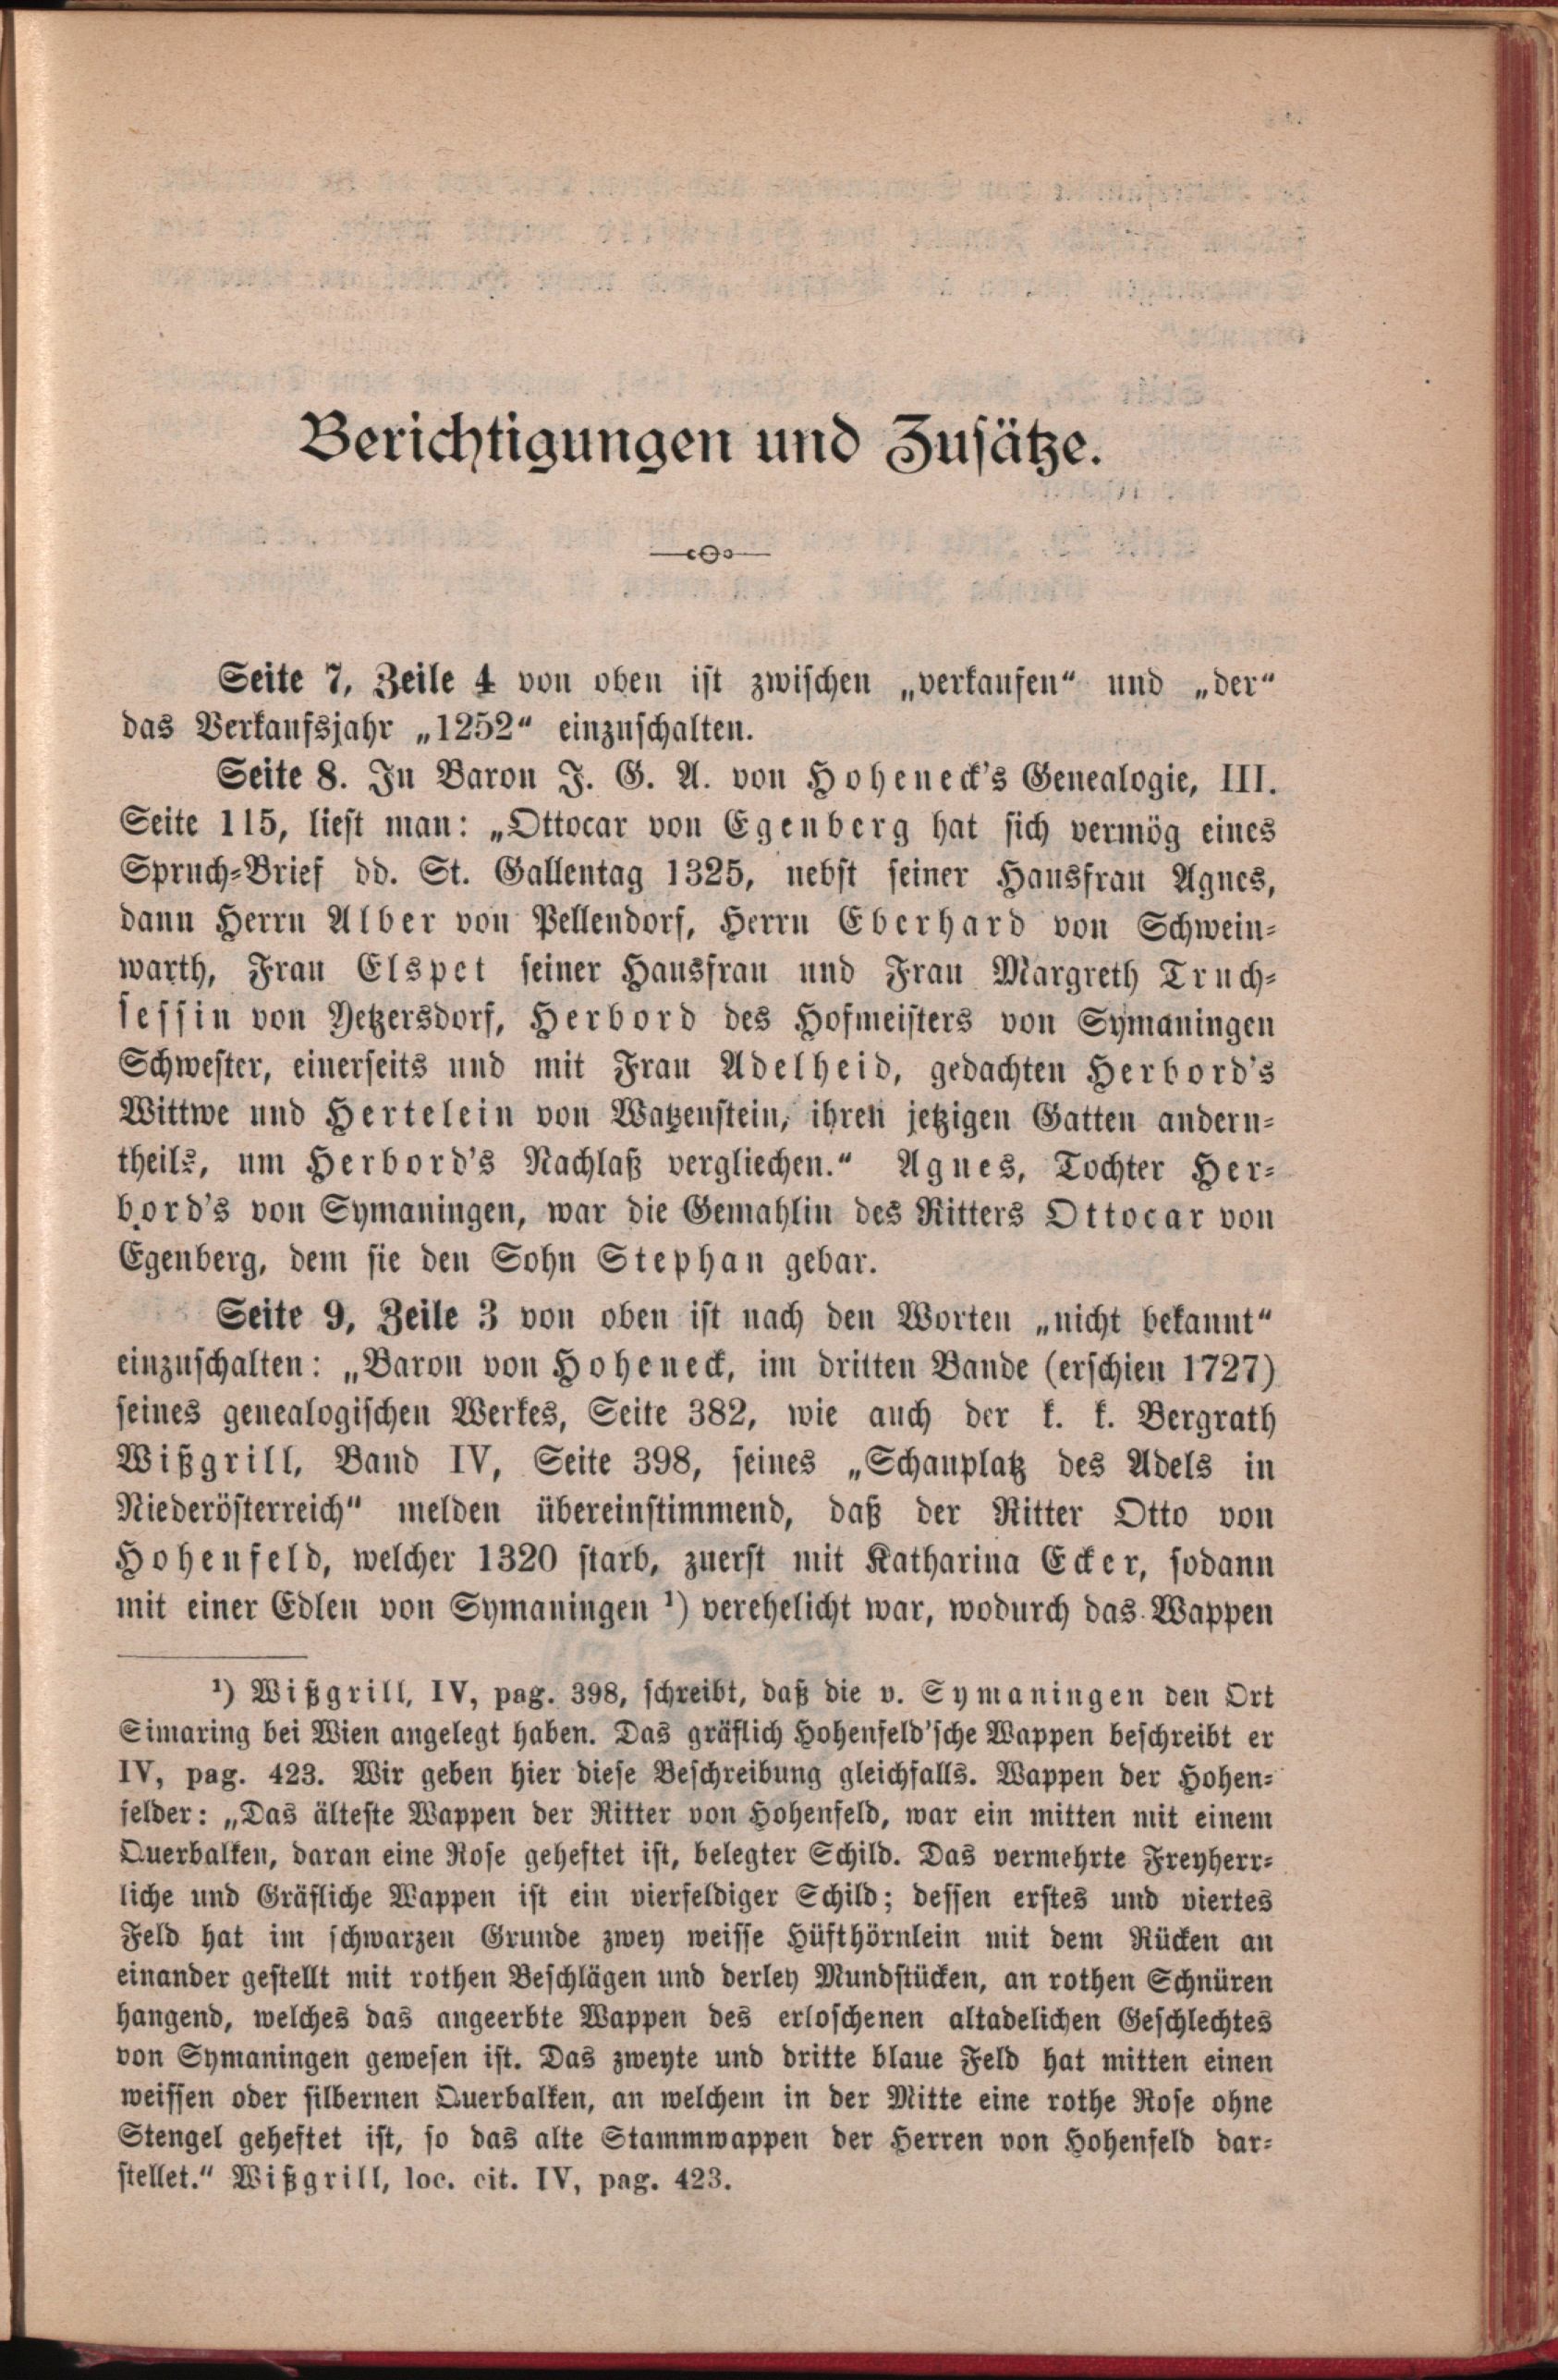 Berichtigungen und Zusätze.
Seite 7, Zeile 4 von oben ist zwischen „verkaufen“ und „der“
das Verkaufsjahr „1252“ einzuschalten.
Seite 8. In Baron J. G. A. von Hoheneck's Genealogie, III.
Seite 115, liest man: „Ottocar von Egenberg hat sich vermög eines
Spruch-Brief dd. St. Gallentag 1325, nebst seiner Hausfrau Agnes,
dann Herrn Alber von Pellendorf, Herrn Eberhard von Schwein-
warth, Frau Elspet seiner Hausfrau und Frau Margreth Truch-
sessin von Yetzersdorf, Herbord des Hofmeisters von Symaningen
Schwester, einerseits und mit Frau Adelheid, gedachten Herbord's
Wittwe und Hertelein von Watzenstein, ihren jetzigen Gatten andern-
theils, um Herbord's Nachlaß vergliechen.“ Agnes, Tochter Her-
bord's von Symaningen, war die Gemahlin des Ritters Ottocar von
Egenberg, dem sie den Sohn Stephan gebar.
Seite 9, Zeile 3 von oben ist nach den Worten „nicht bekannt“
einzuschalten: „Baron von Hoheneck, im dritten Bande (erschien 1727)
seines genealogischen Werkes, Seite 382, wie auch der k. k. Bergrath
Wißgrill, Band IV, Seite 398, seines „Schauplatz des Adels in
Niederösterreich“ melden übereinstimmend, daß der Ritter Otto von
Hohenfeld, welcher 1320 starb, zuerst mit Katharina Ecker, sodann
mit einer Edlen von Symaningen ¹) verehelicht war, wodurch das Wappen
¹) Wißgrill, IV, pag. 398, schreibt, daß die v. Symaningen den Ort
Simaring bei Wien angelegt haben. Das gräflich Hohenfeld'sche Wappen beschreibt er
IV, pag. 423. Wir geben hier diese Beschreibung gleichfalls. Wappen der Hohen-
felder: „Das älteste Wappen der Ritter von Hohenfeld, war ein mitten mit einem
Querbalken, daran eine Rose geheftet ist, belegter Schild. Das vermehrte Freyherr-
liche und Gräfliche Wappen ist ein vierfeldiger Schild; dessen erstes und viertes
Feld hat im schwarzen Grunde zwey weisse Hüfthörnlein mit dem Rücken an
einander gestellt mit rothen Beschlägen und derley Mundstücken, an rothen Schnüren
hangend, welches das angeerbte Wappen des erloschenen altadelichen Geschlechtes
von Symaningen gewesen ist. Das zweyte und dritte blaue Feld hat mitten einen
weissen oder silbernen Querbalken, an welchem in der Mitte eine rothe Rose ohne
Stengel geheftet ist, so das alte Stammwappen der Herren von Hohenfeld dar-
stellet.“ Wißgrill, loc. cit. IV, pag. 423.